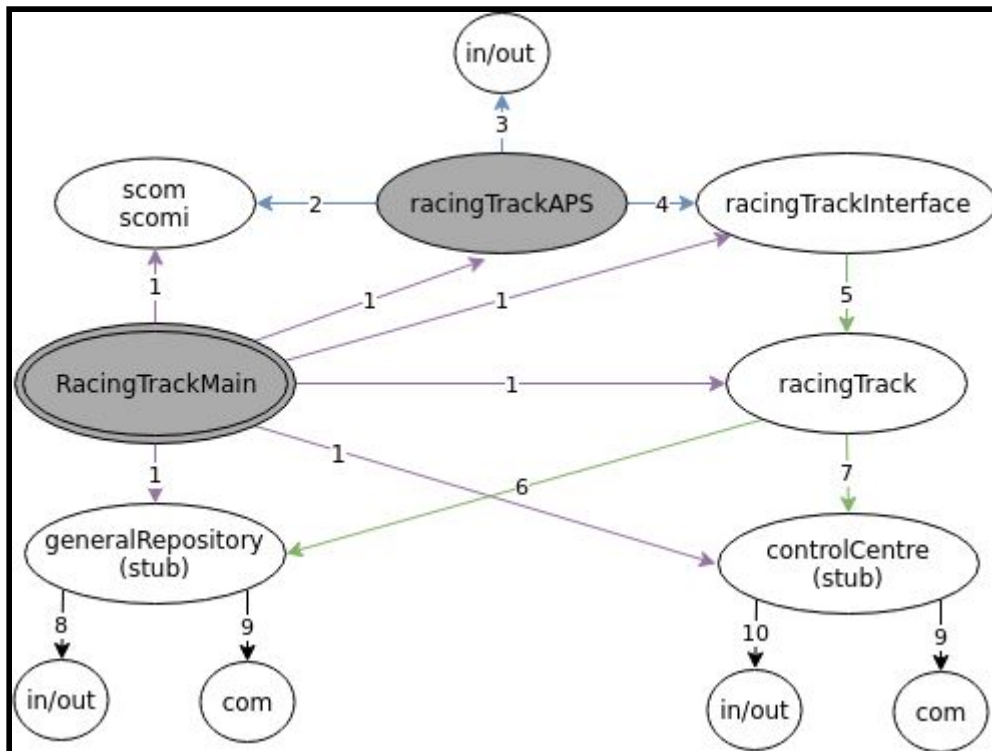 in/out
3
scom
scomi
2
racingTrackAPS
4
racingTrackInterface
1
1
1
5
RacingTrackMain
1
racingTrack
1
1
6
7
generalRepository
(stub)
controlCentre
(stub)
8
9
10
9
in/out
com
in/out
com